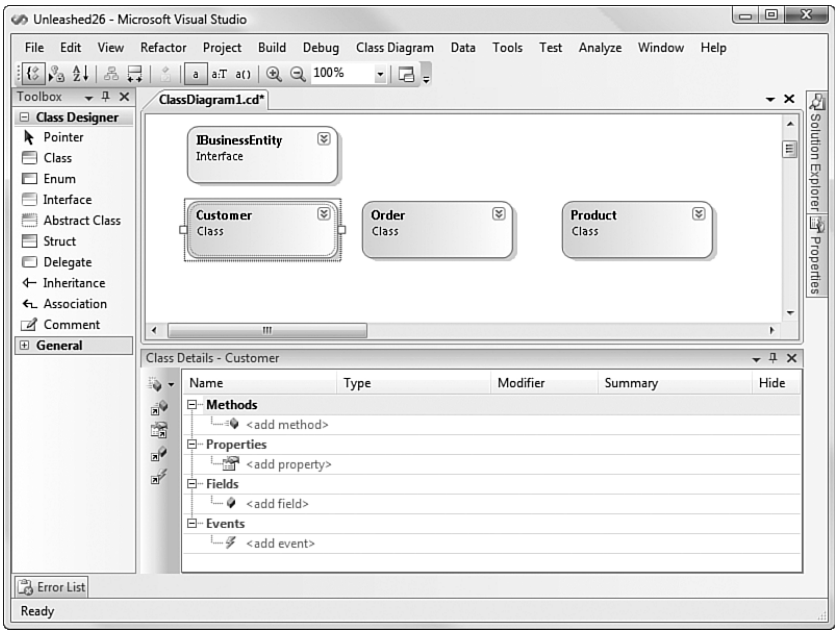 Unleashed26 - Microsoft Visual Studio
File Edit View Refactor Project Build Debug Class Diagram Data Tools Test Analyze Window Help
a a:T a() 100%
Toolbox
Class Designer
Pointer
Class
Enum
Interface
Abstract Class
Struct
Delegate
Inheritance
Association
Comment
General
ClassDiagram1.cd*
IBusinessEntity
Interface
Customer
Class
Order
Class
Product
Class
Solution Explorer
Properties
Class Details - Customer
Name Type Modifier Summary Hide
Methods
<add method>
Properties
<add property>
Fields
<add field>
Events
<add event>
Error List
Ready